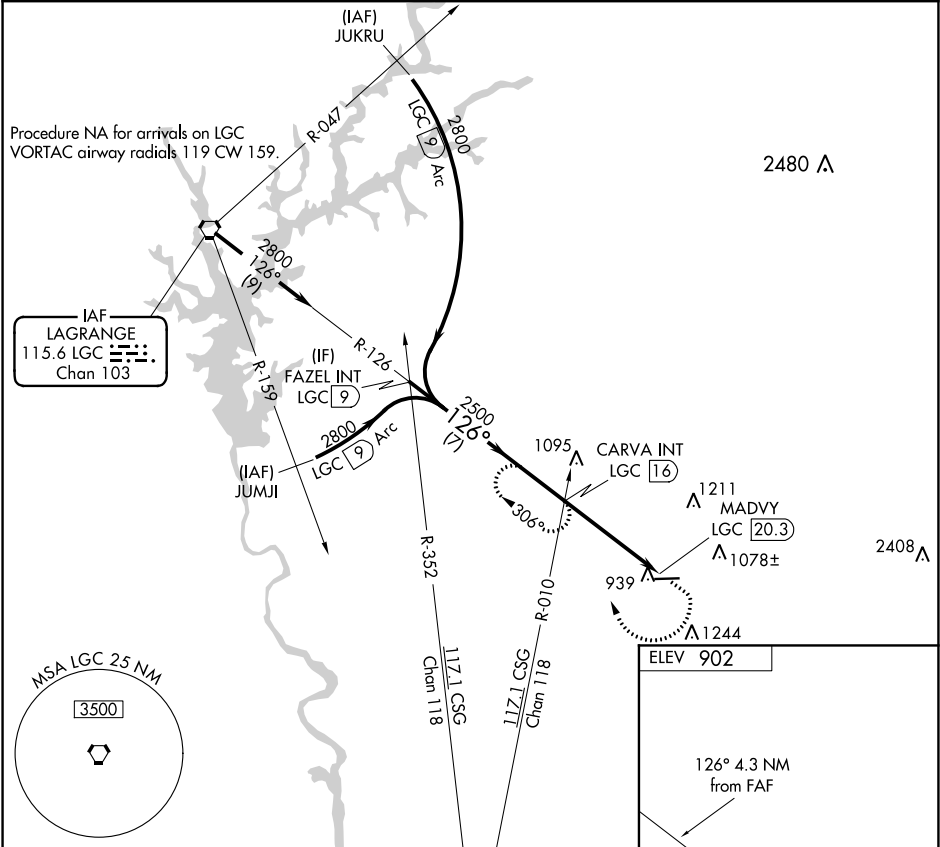 (IAF)
JUKRU
Procedure NA for arrivals on LGC
VORTAC airway radials 119 CW 159.
R-047
LGC 9 Arc
2800
2480
2800
126°
(9)
IAF
LAGRANGE
115.6 LGC
Chan 103
R-159
R-126
(IF)
FAZEL INT
LGC 9
2800
LGC 9 Arc
(IAF)
JUMJI
2500
126°
(7)
1095
CARVA INT
LGC 16
306°
1211
MADVY
LGC 20.3
1078±
2408
939
1244
R-352
R-010
117.1 CSG
Chan 118
117.1 CSG
Chan 118
MSA LGC 25 NM
3500
ELEV 902
126° 4.3 NM
from FAF